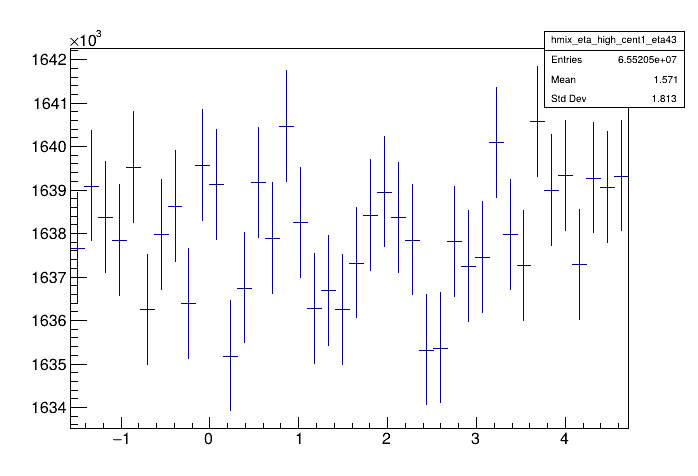 ×10³
hmix_eta_high_cent1_eta43
Entries 6.55205e+07
Mean 1.571
Std Dev 1.813
1642
1641
1640
1639
1638
1637
1636
1635
1634
−1 0 1 2 3 4